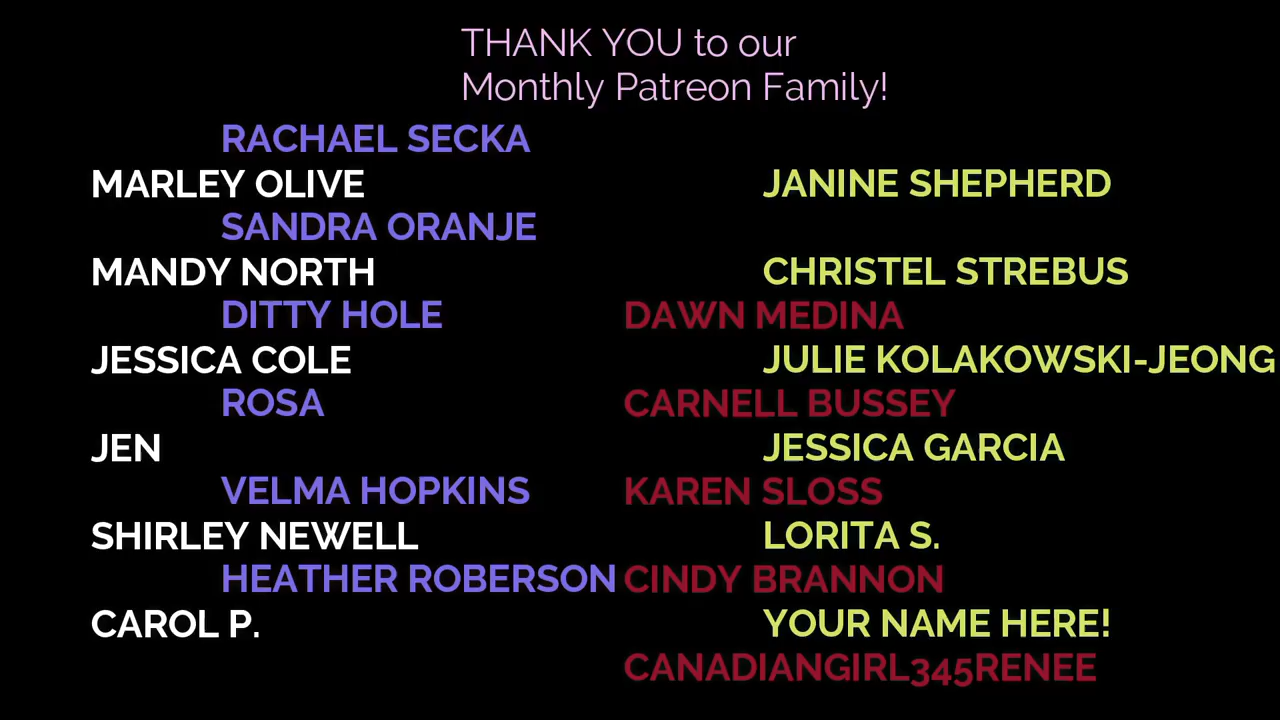 THANK YOU to our
Monthly Patreon Family!
RACHAEL SECKA
MARLEY OLIVE
JANINE SHEPHERD
SANDRA ORANJE
MANDY NORTH
CHRISTEL STREBUS
DITTY HOLE
DAWN MEDINA
JESSICA COLE
JULIE KOLAKOWSKI-JEONG
ROSA
CARNELL BUSSEY
JEN
JESSICA GARCIA
VELMA HOPKINS
KAREN SLOSS
SHIRLEY NEWELL
LORITA S.
HEATHER ROBERSON
CINDY BRANNON
CAROL P.
YOUR NAME HERE!
CANADIANGIRL345RENEE